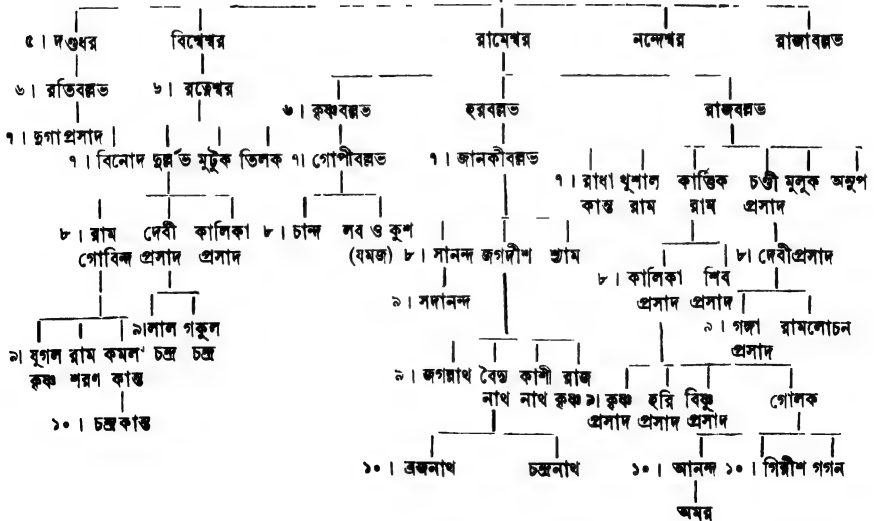 ৫। দণ্ডধর বিশ্বেশ্বর রামেশ্বর নন্দেশ্বর রাজাবল্লভ
৬। রতিবল্লভ ৬। রত্নেশ্বর
৬। কৃষ্ণবল্লভ হরবল্লভ রাজবল্লভ
৭। দুর্গাপ্রসাদ
৭। বিনোদ দুর্ল্লভ মুটুক তিলক ৭। গোপীবল্লভ ৭। জানকীবল্লভ
৭। রাধা খুশাল কার্ত্তিক চণ্ডী মুলুক অনুপ
কান্ত রাম রাম প্রসাদ
৮। রাম দেবী কালিকা ৮। চান্দ লব ও কুশ
গোবিন্দ প্রসাদ প্রসাদ (যমজ) ৮। সানন্দ জগদীশ শ্যাম ৮। দেবীপ্রসাদ
৮। কালিকা শিব
প্রসাদ প্রসাদ
৯। সদানন্দ
৯। লাল গকুল ৯। গঙ্গা রামলোচন
৯। যুগল রাম কমল চন্দ্র চন্দ্র প্রসাদ
কৃষ্ণ শরণ কান্ত
৯। জগন্নাথ বৈদ্য কাশী রাজ
নাথ নাথ কৃষ্ণ ৯। কৃষ্ণ হরি বিষ্ণু গোলক
প্রসাদ প্রসাদ প্রসাদ
১০। চন্দ্রকান্ত
১০। ব্রজনাথ চন্দ্রনাথ ১০। আনন্দ ১০। গিরীশ গগন
অমর